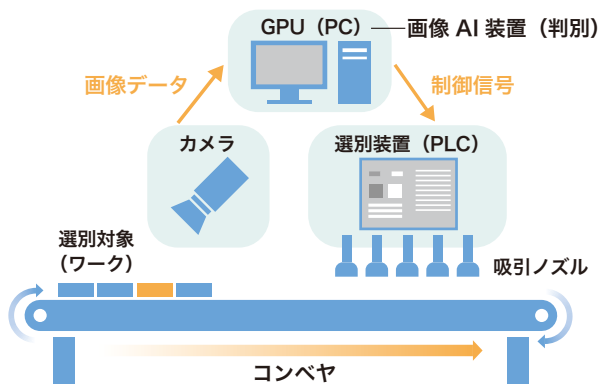 GPU（PC）
画像 AI 装置（判別）
画像データ
制御信号
カメラ
選別装置（PLC）
選別対象
（ワーク）
吸引ノズル
コンベヤ